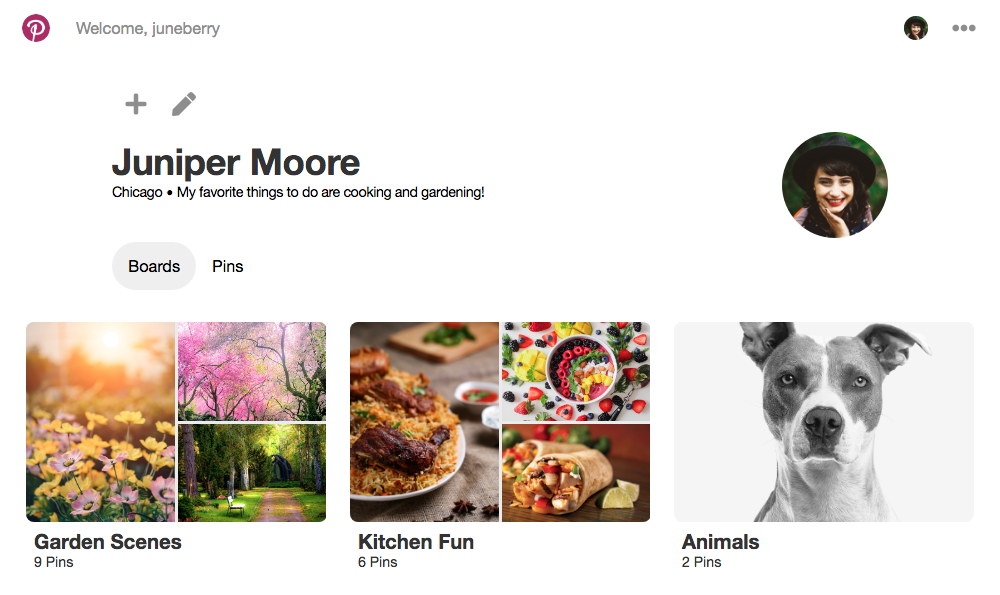 Welcome, juneberry
Juniper Moore
Chicago • My favorite things to do are cooking and gardening!
Boards
Pins
Garden Scenes
9 Pins
Kitchen Fun
6 Pins
Animals
2 Pins